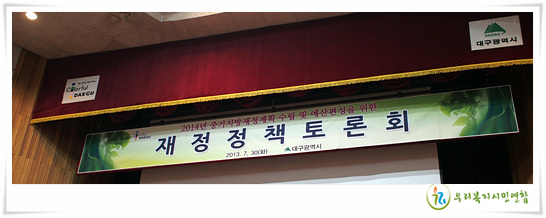 Colorful
DAEGU
대구광역시
2014년 중기지방재정계획 수립 및 예산편성을 위한
재정정책토론회
2013. 7. 30(화)
대구광역시
우리복지시민연합